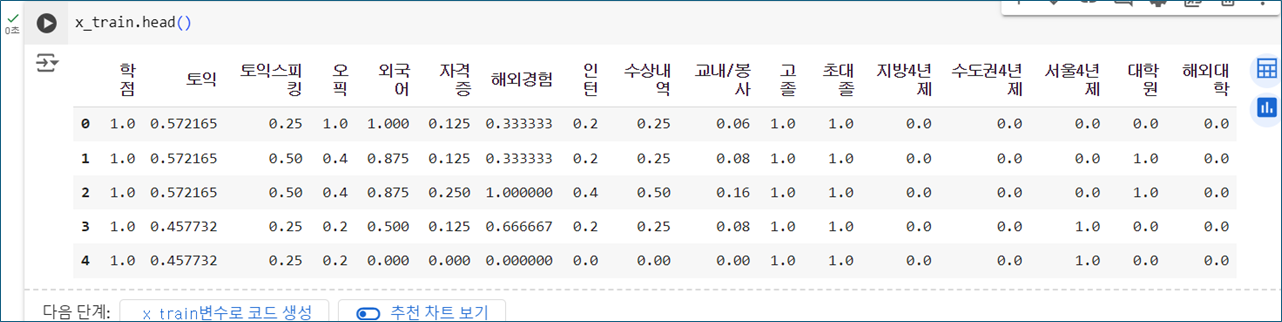 0초
x_train.head()
학점 토익 토익스피킹 오픽 외국어 자격증 해외경험 인턴 수상내역 교내/봉사 고졸 초대졸 지방4년제 수도권4년제 서울4년제 대학원 해외대학
0 1.0 0.572165 0.25 1.0 1.000 0.125 0.333333 0.2 0.25 0.06 1.0 1.0 0.0 0.0 0.0 0.0 0.0
1 1.0 0.572165 0.50 0.4 0.875 0.125 0.333333 0.2 0.25 0.08 1.0 1.0 0.0 0.0 0.0 1.0 0.0
2 1.0 0.572165 0.50 0.4 0.875 0.250 1.000000 0.4 0.50 0.16 1.0 1.0 0.0 0.0 0.0 1.0 0.0
3 1.0 0.457732 0.25 0.2 0.500 0.125 0.666667 0.2 0.25 0.08 1.0 1.0 0.0 0.0 1.0 0.0 0.0
4 1.0 0.457732 0.25 0.2 0.000 0.000 0.000000 0.0 0.00 0.00 1.0 1.0 0.0 0.0 1.0 0.0 0.0
다음 단계: x_train변수로 코드 생성 추천 차트 보기